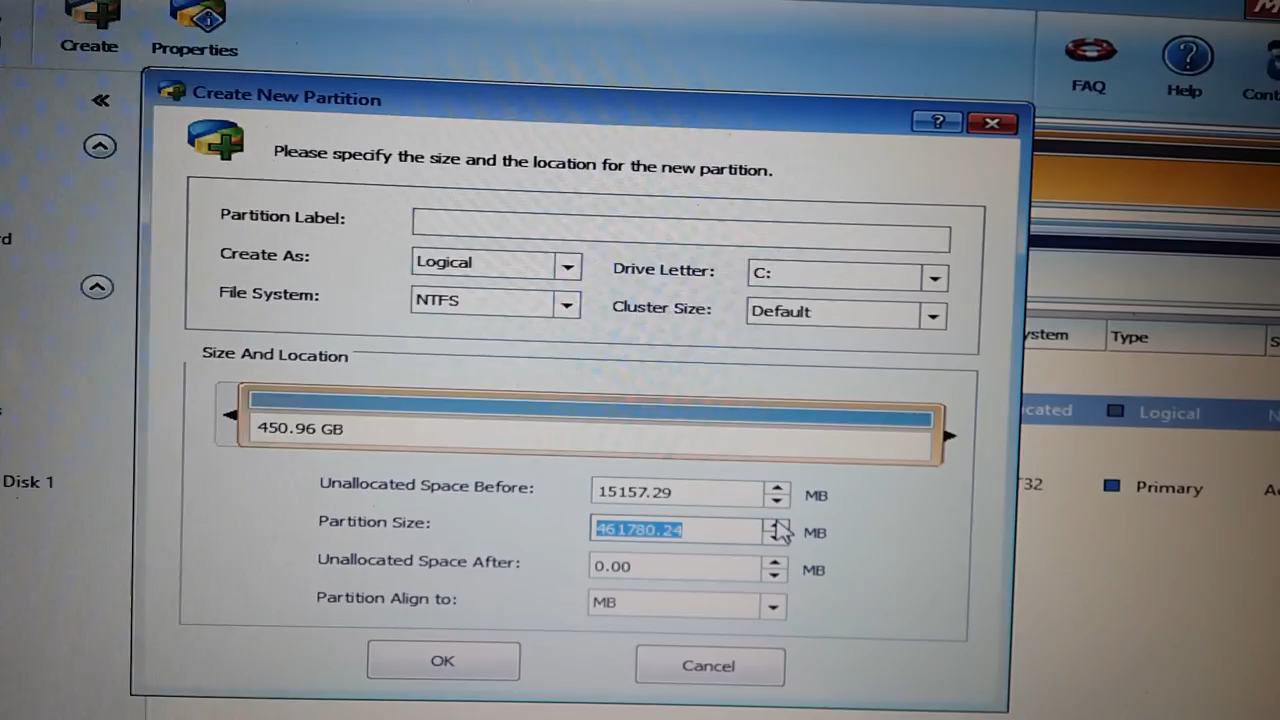 Create Properties
FAQ Help
Create New Partition
Please specify the size and the location for the new partition.
Partition Label:
Create As: Logical Drive Letter: C:
File System: NTFS Cluster Size: Default
Size And Location
450.96 GB
Unallocated Space Before: 15157.29 MB
Partition Size: 461780.24 MB
Unallocated Space After: 0.00 MB
Partition Align to: MB
OK Cancel
Type
Logical
Disk 1
32 Primary